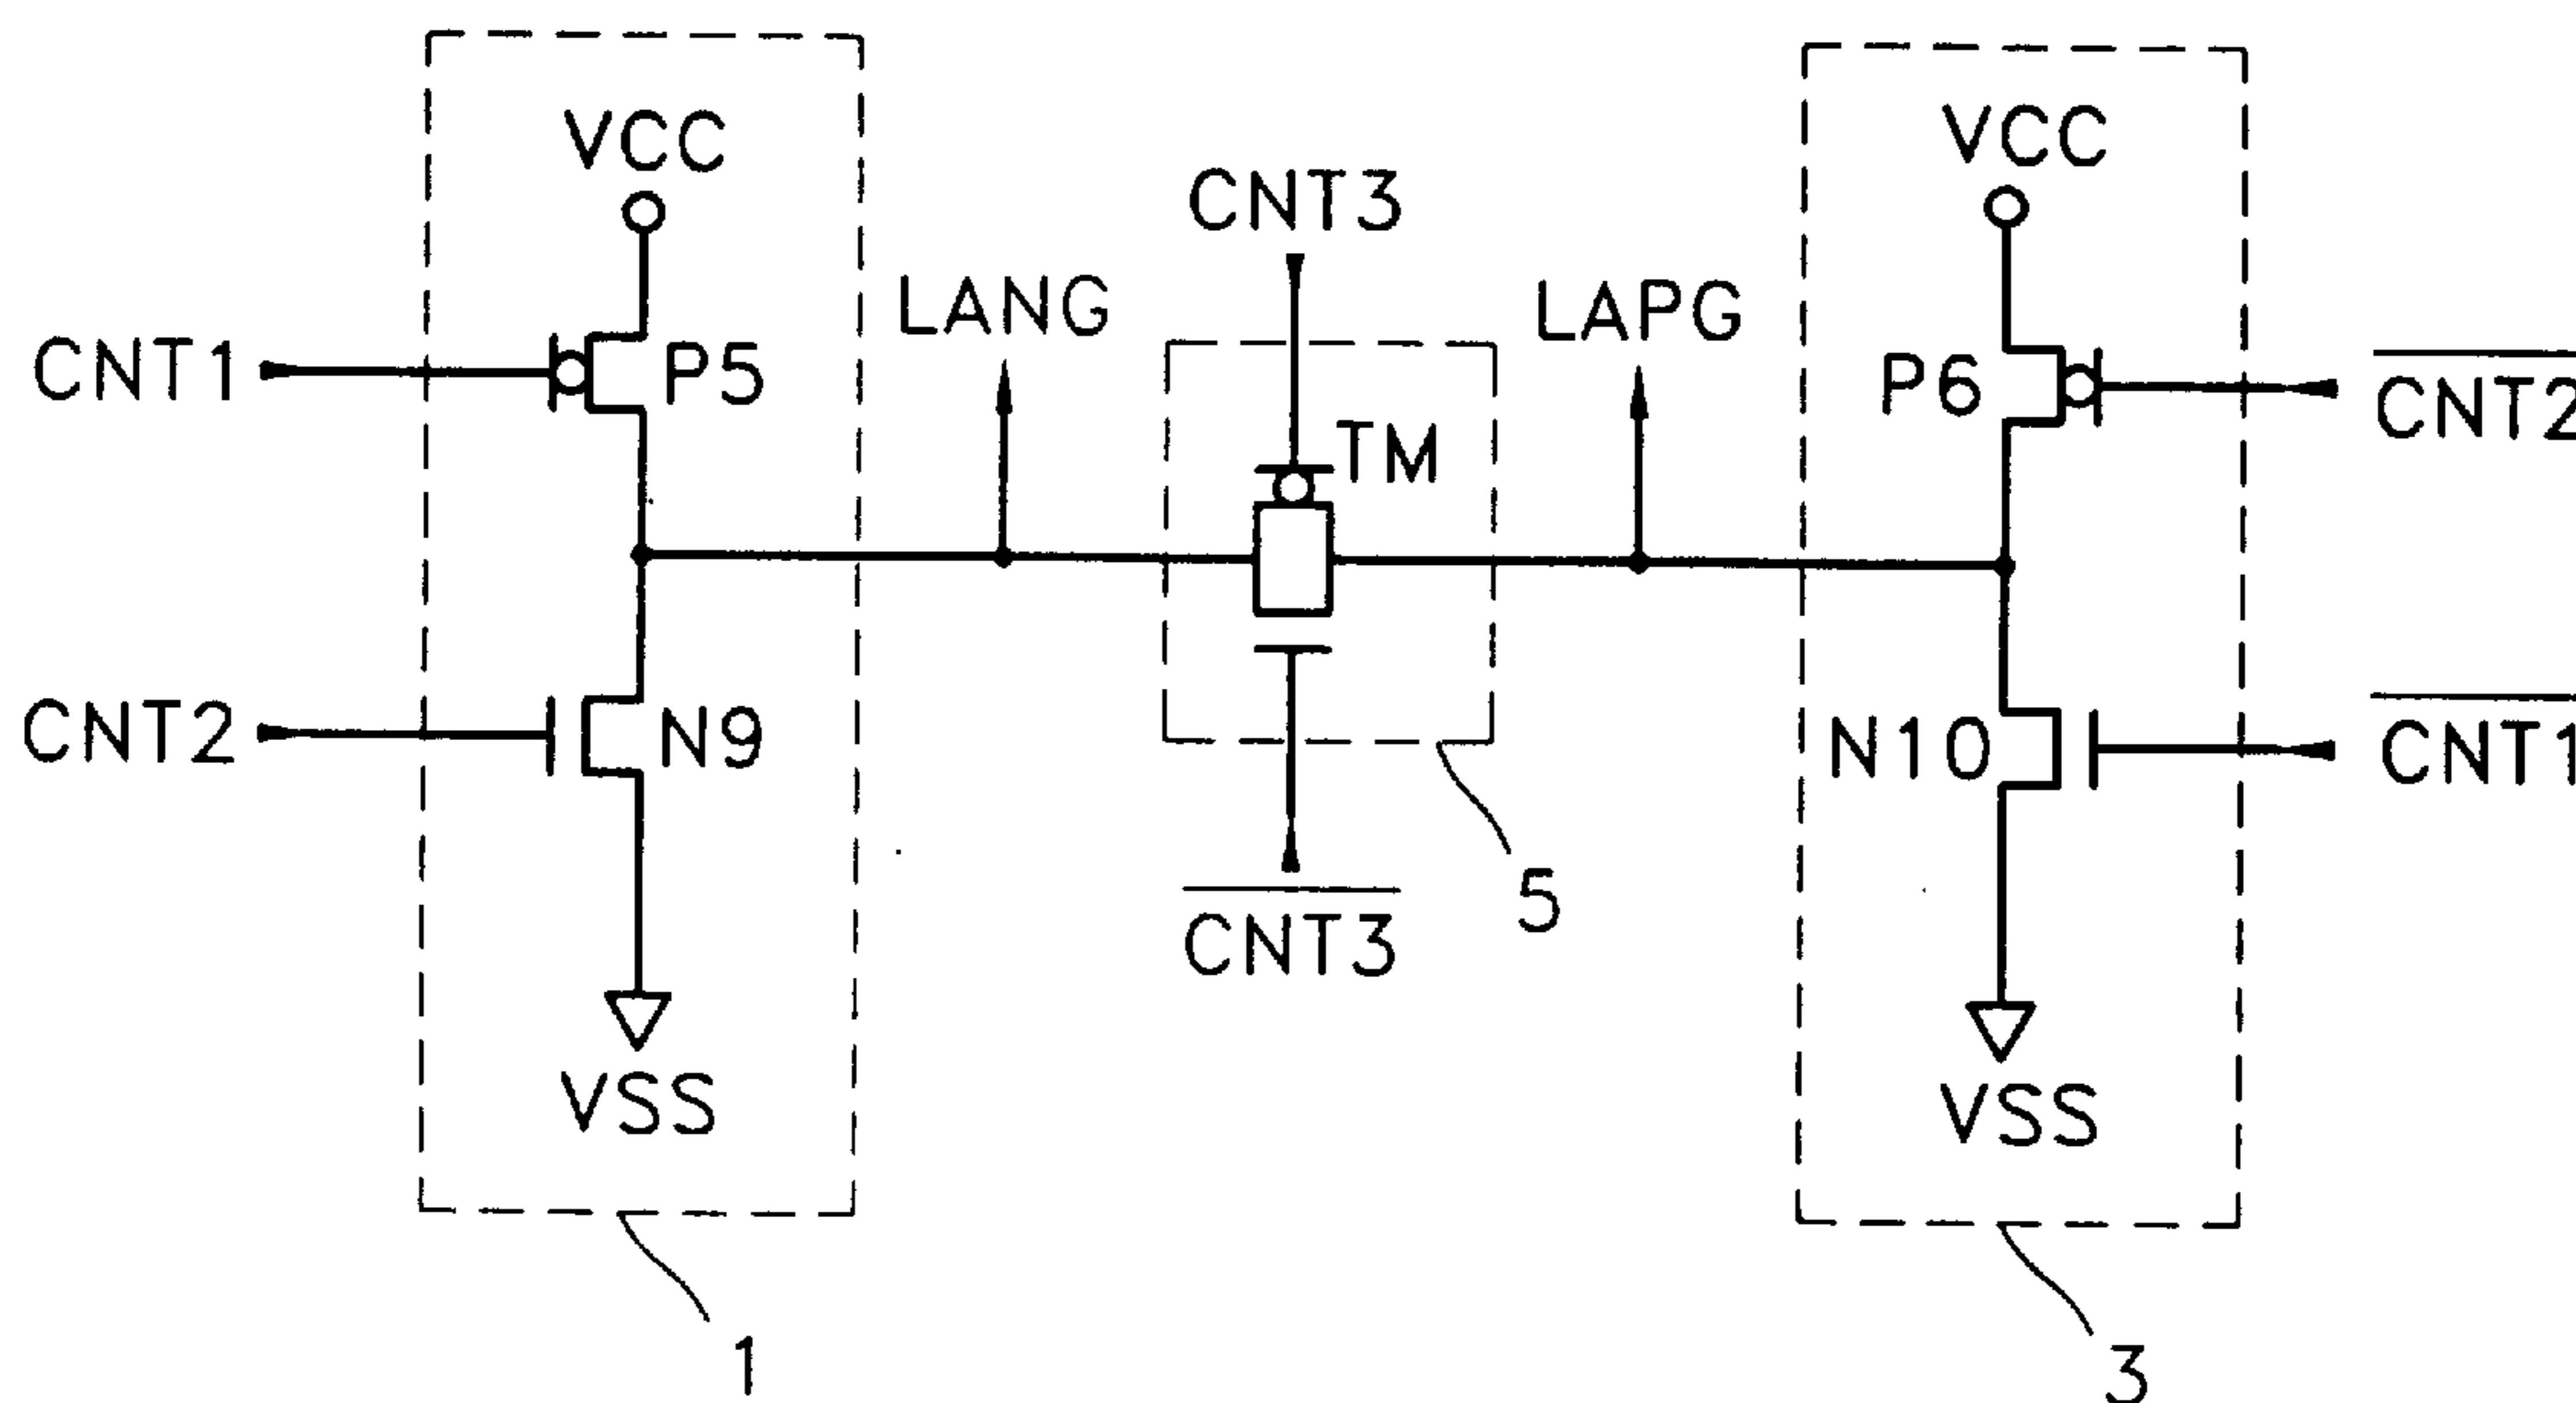 VCC
VCC
CNT3
LANG
LAPG
CNT1
P5
P6
CNT2
TM
CNT2
N9
N10
CNT1
5
CNT3
VSS
VSS
1
3